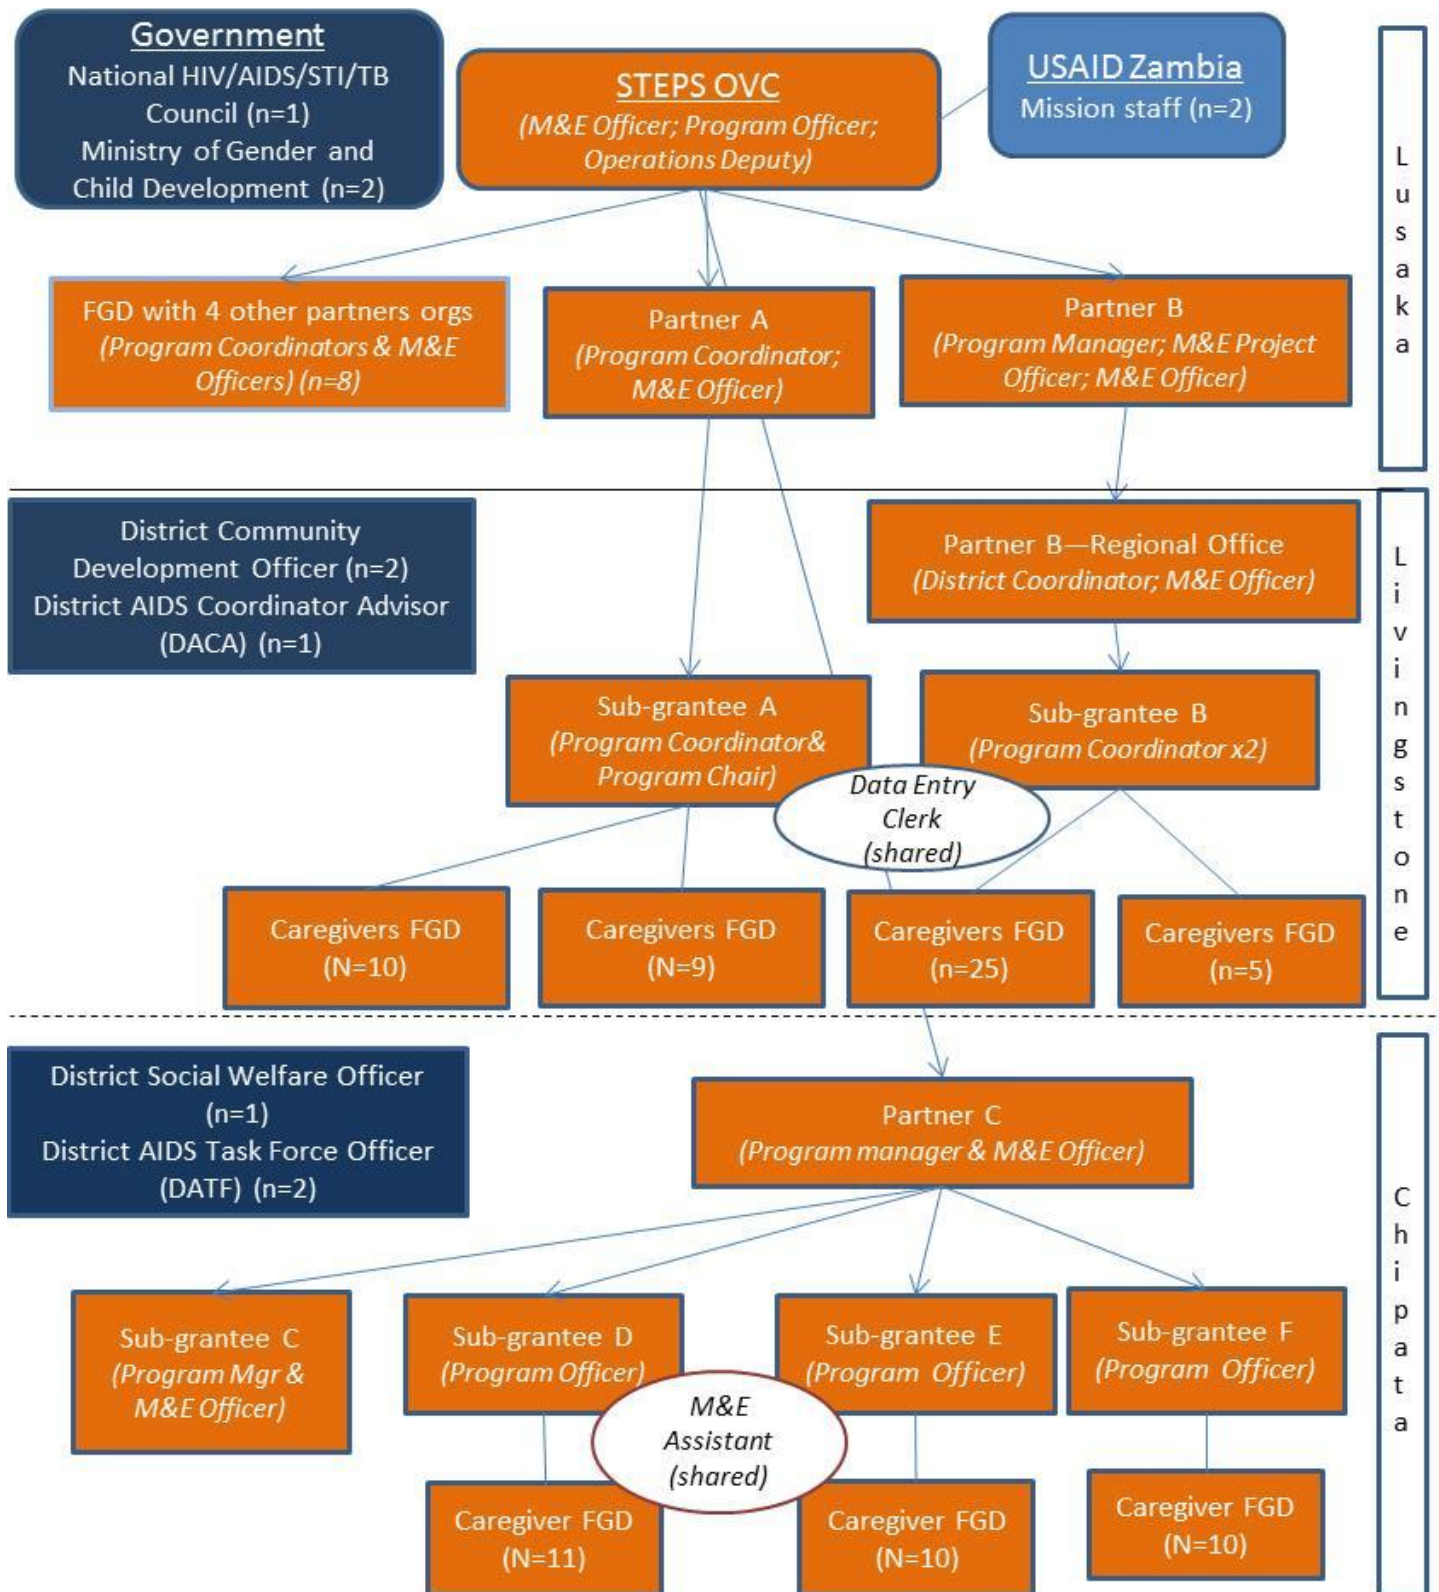 Government
National HIV/AIDS/STI/TB
Council (n=1)
Ministry of Gender and
Child Development (n=2)
STEPS OVC
(M&E Officer; Program Officer;
Operations Deputy)
USAID Zambia
Mission staff (n=2)
Lusaka
FGD with 4 other partners orgs
(Program Coordinators & M&E
Officers) (n=8)
Partner A
(Program Coordinator;
M&E Officer)
Partner B
(Program Manager; M&E Project
Officer; M&E Officer)
District Community
Development Officer (n=2)
District AIDS Coordinator Advisor
(DACA) (n=1)
Partner B—Regional Office
(District Coordinator; M&E Officer)
Livingstone
Sub-grantee A
(Program Coordinator&
Program Chair)
Sub-grantee B
(Program Coordinator x2)
Data Entry
Clerk
(shared)
Caregivers FGD
(N=10)
Caregivers FGD
(N=9)
Caregivers FGD
(n=25)
Caregivers FGD
(n=5)
District Social Welfare Officer
(n=1)
District AIDS Task Force Officer
(DATF) (n=2)
Partner C
(Program manager & M&E Officer)
Chipata
Sub-grantee C
(Program Mgr &
M&E Officer)
Sub-grantee D
(Program Officer)
Sub-grantee E
(Program Officer)
Sub-grantee F
(Program Officer)
M&E
Assistant
(shared)
Caregiver FGD
(N=11)
Caregiver FGD
(N=10)
Caregiver FGD
(N=10)